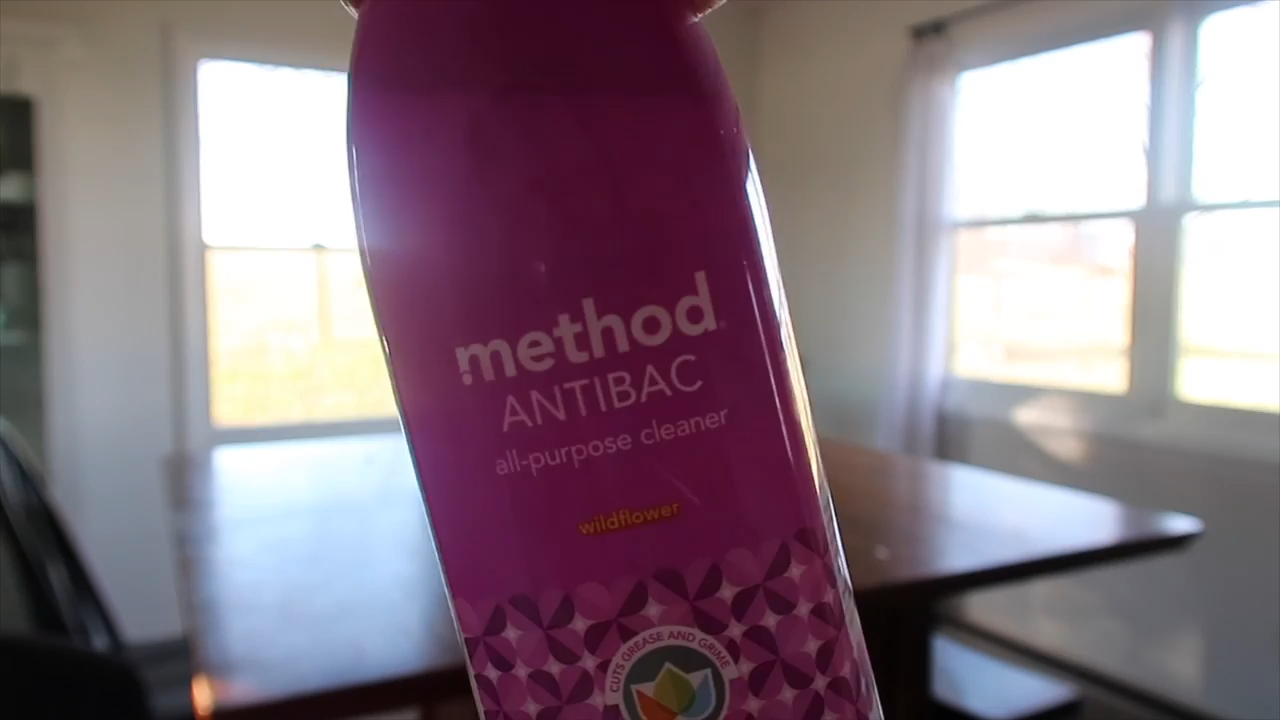 method
ANTIBAC
all-purpose cleaner
wildflower
CUTS GREASE AND GRIME